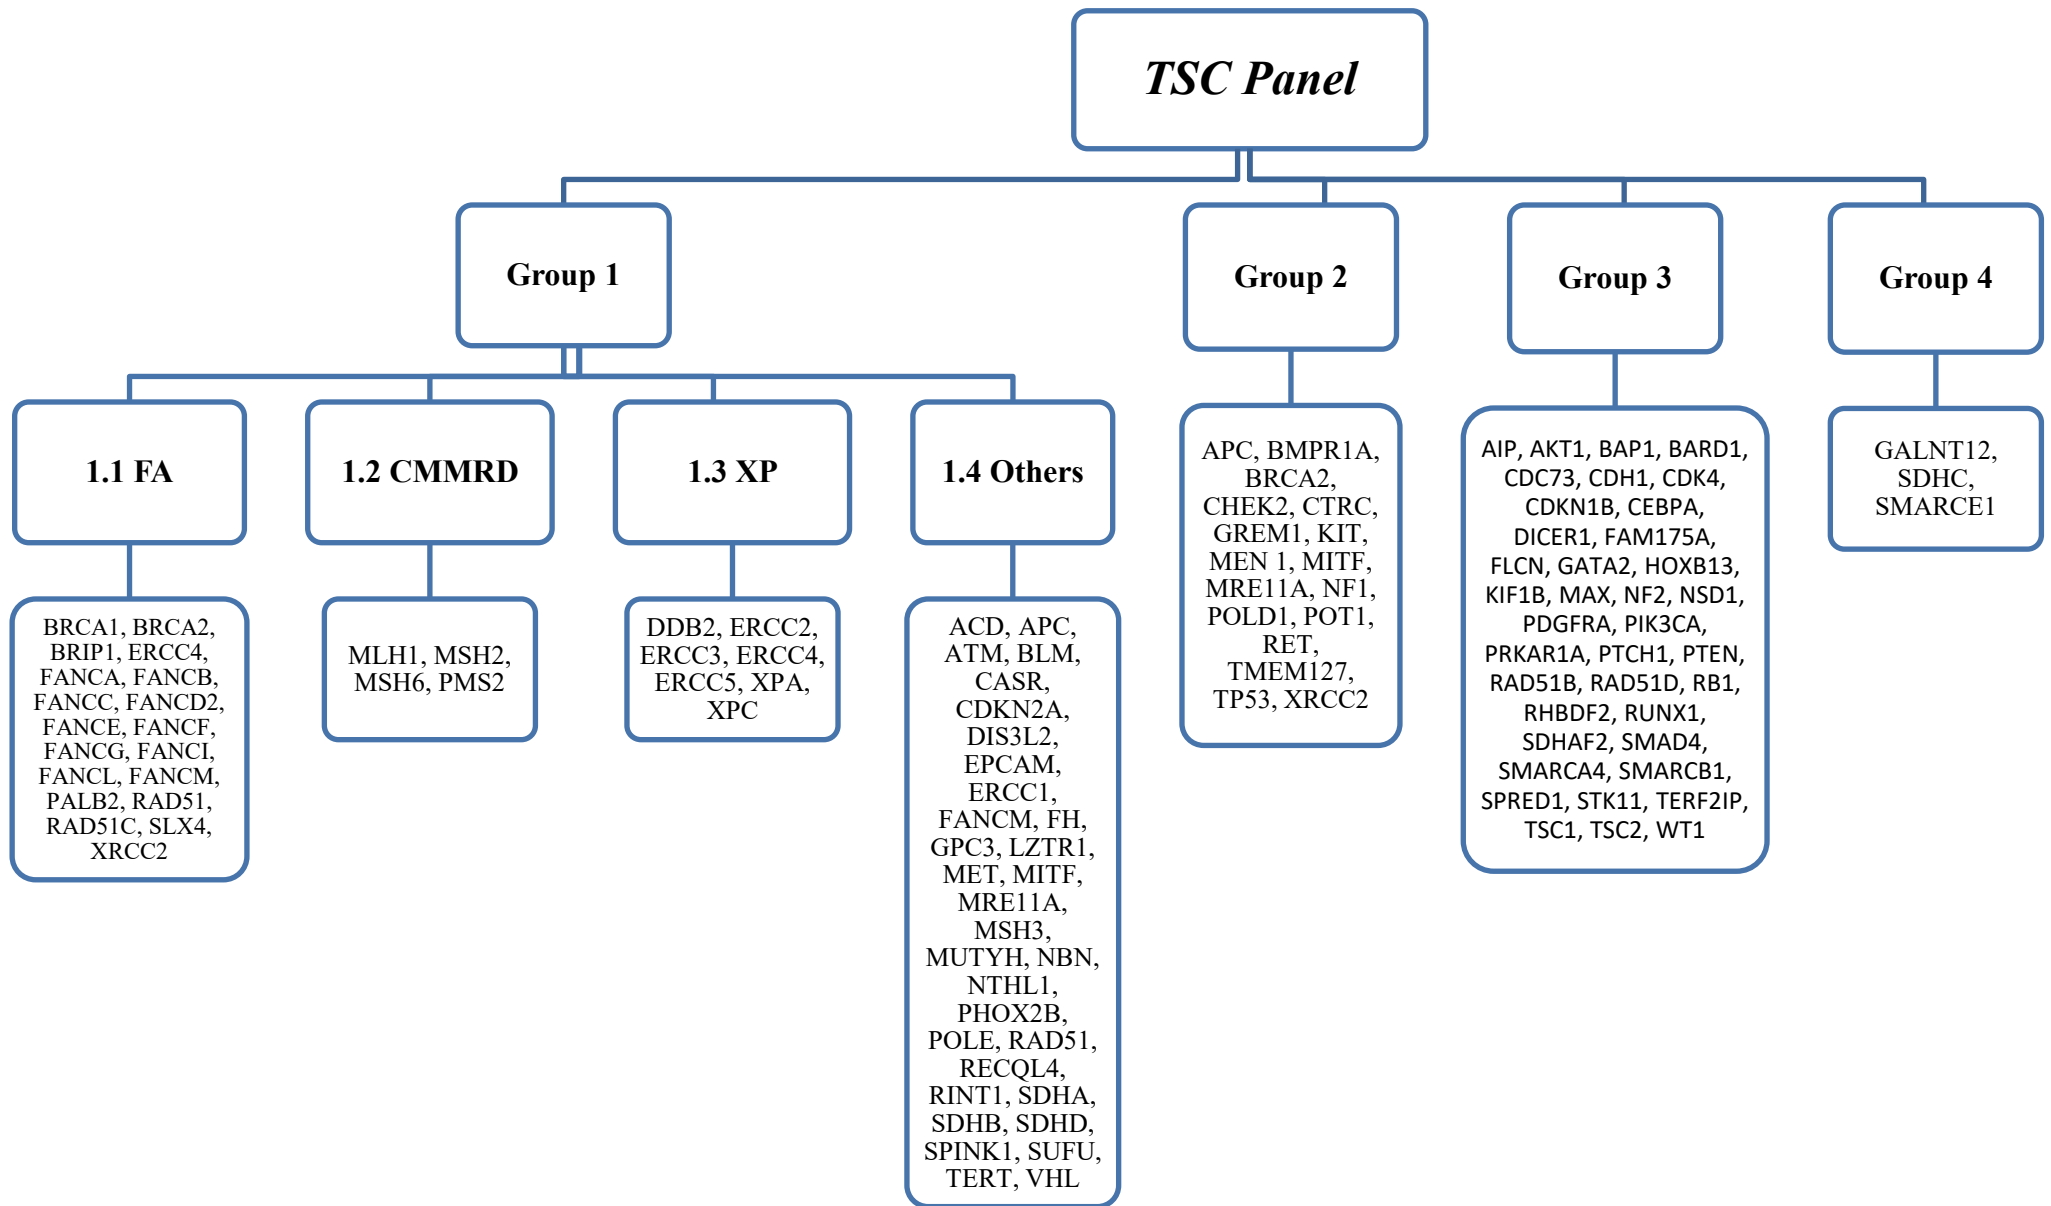 TSC Panel
Group 1
Group 2
Group 3
Group 4
1.1 FA
1.2 CMMRD
1.3 XP
1.4 Others
BRCA1, BRCA2,
BRIP1, ERCC4,
FANCA, FANCB,
FANCC, FANCD2,
FANCE, FANCF,
FANCG, FANCI,
FANCL, FANCM,
PALB2, RAD51,
RAD51C, SLX4,
XRCC2
MLH1, MSH2,
MSH6, PMS2
DDB2, ERCC2,
ERCC3, ERCC4,
ERCC5, XPA,
XPC
ACD, APC,
ATM, BLM,
CASR,
CDKN2A,
DIS3L2,
EPCAM,
ERCC1,
FANCM, FH,
GPC3, LZTR1,
MET, MITF,
MRE11A,
MSH3,
MUTYH, NBN,
NTHL1,
PHOX2B,
POLE, RAD51,
RECQL4,
RINT1, SDHA,
SDHB, SDHD,
SPINK1, SUFU,
TERT, VHL
APC, BMPR1A,
BRCA2,
CHEK2, CTRC,
GREM1, KIT,
MEN 1, MITF,
MRE11A, NF1,
POLD1, POT1,
RET,
TMEM127,
TP53, XRCC2
AIP, AKT1, BAP1, BARD1,
CDC73, CDH1, CDK4,
CDKN1B, CEBPA,
DICER1, FAM175A,
FLCN, GATA2, HOXB13,
KIF1B, MAX, NF2, NSD1,
PDGFRA, PIK3CA,
PRKAR1A, PTCH1, PTEN,
RAD51B, RAD51D, RB1,
RHBDF2, RUNX1,
SDHAF2, SMAD4,
SMARCA4, SMARCB1,
SPRED1, STK11, TERF2IP,
TSC1, TSC2, WT1
GALNT12,
SDHC,
SMARCE1